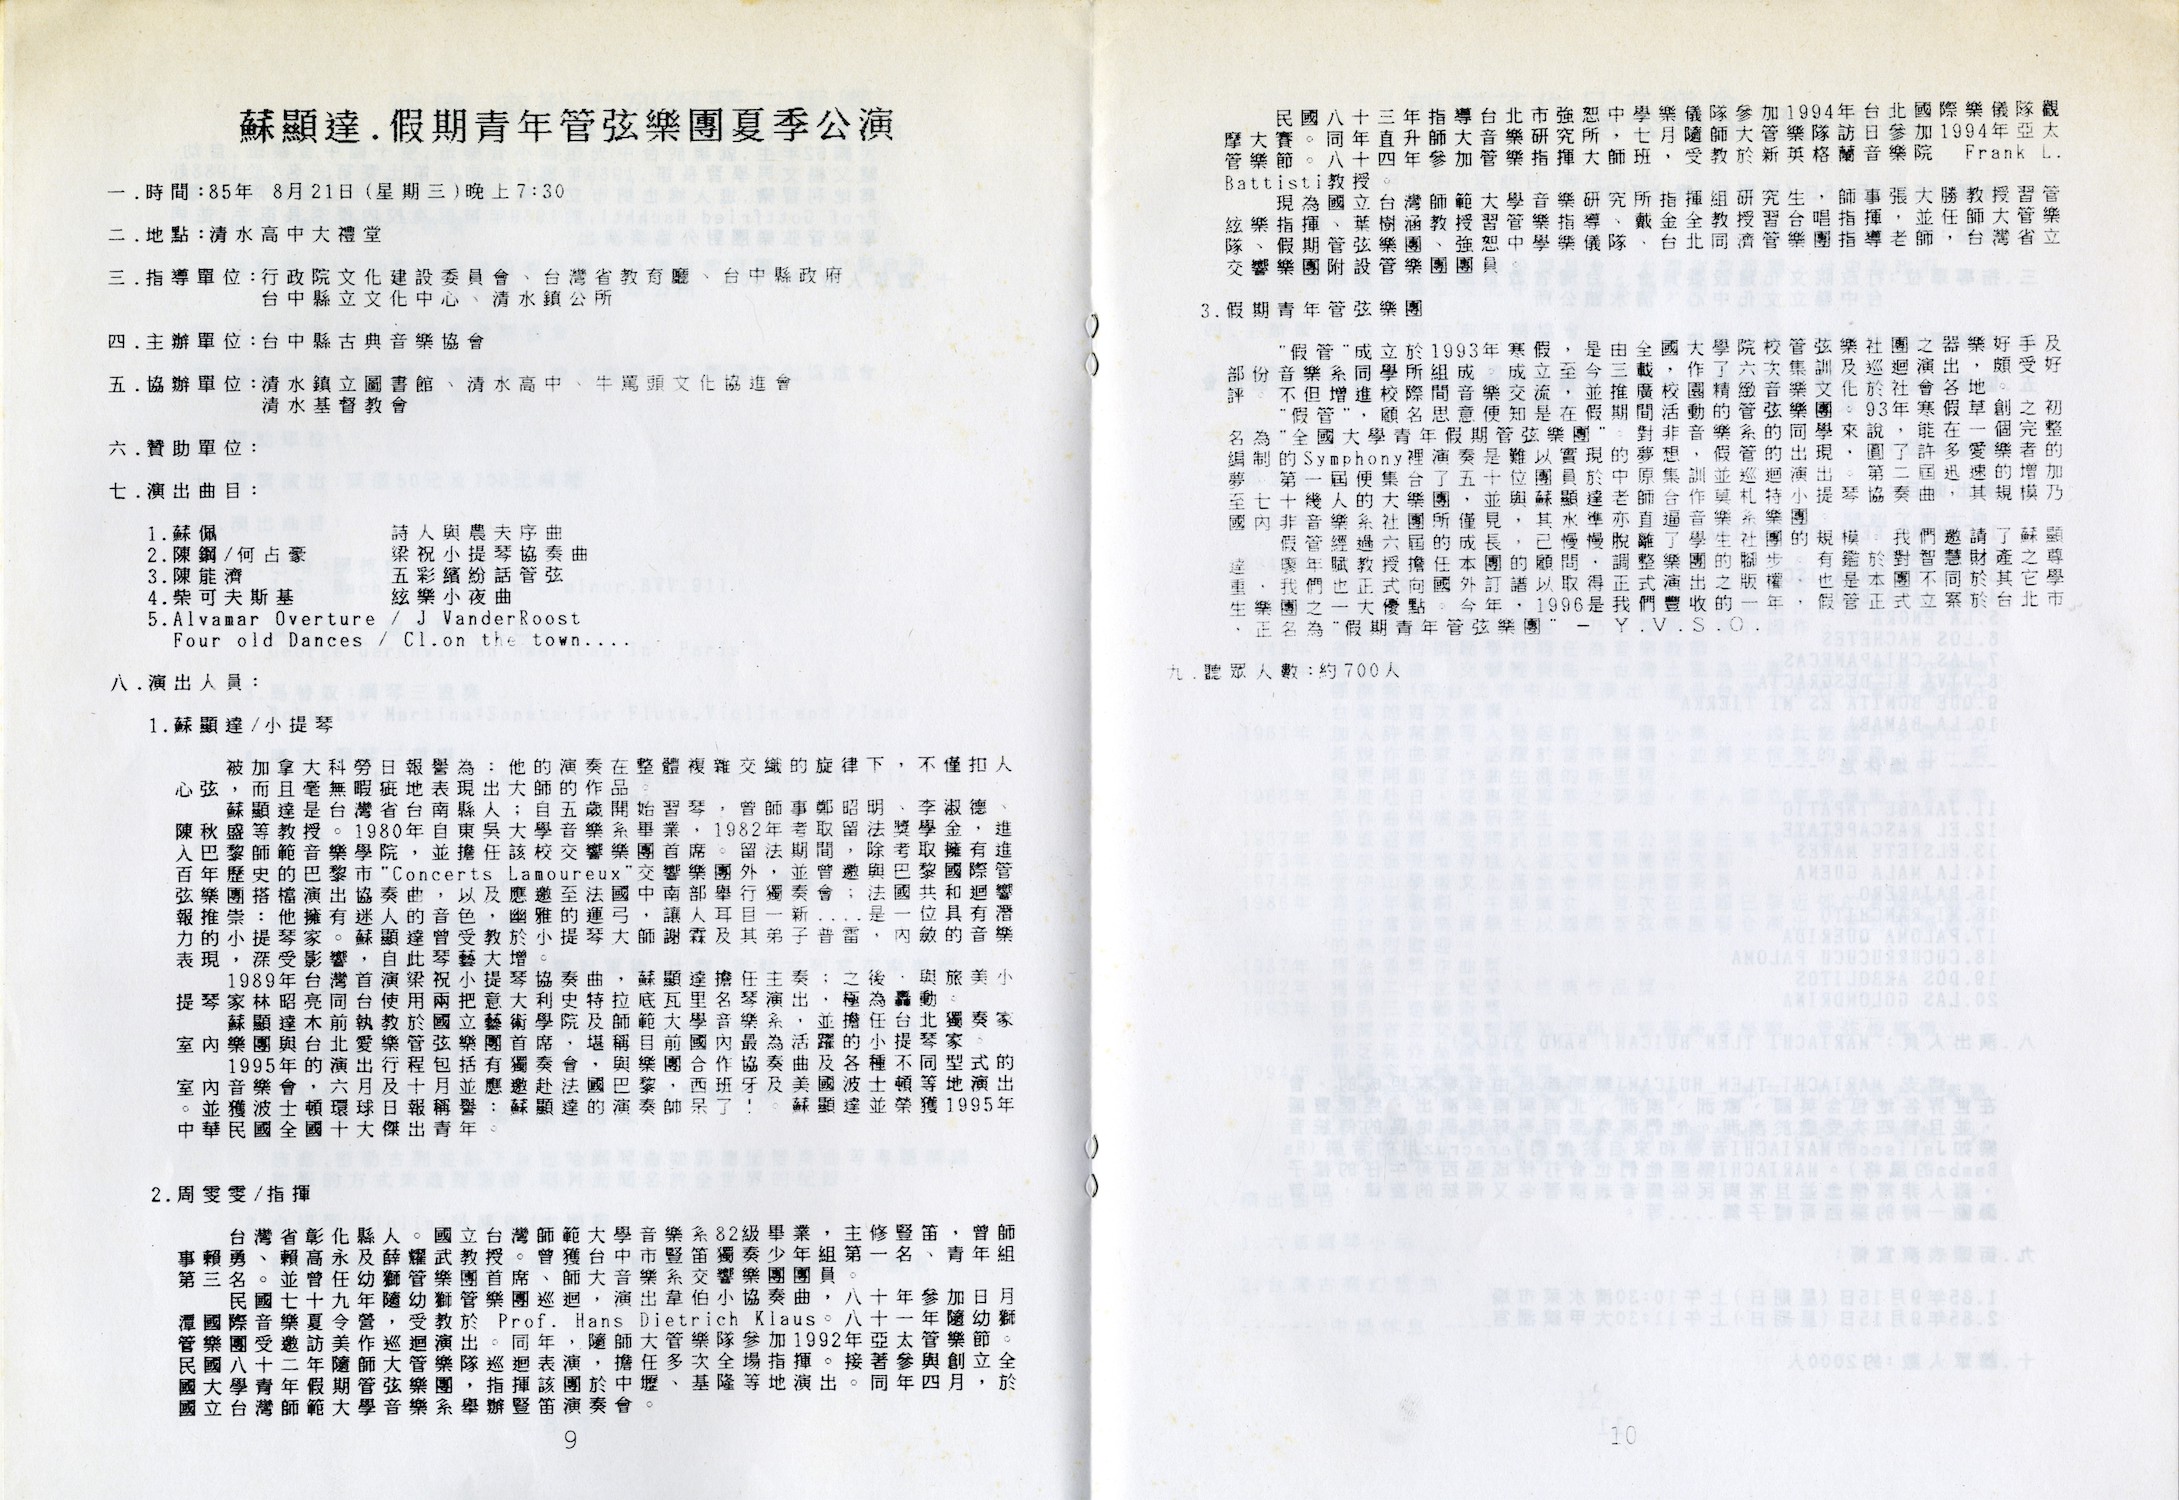 蘇顯達.假期青年管弦樂團夏季公演
一.時間:85年 8月21日(星期三)晚上7:30
二.地點:清水高中大禮堂
三.指導單位:行政院文化建設委員會、台灣省教育廳、台中縣政府
台中縣立文化中心、清水鎮公所
四.主辦單位:台中縣古典音樂協會
五.協辦單位:清水鎮立圖書館、清水高中、牛罵頭文化協進會
清水基督教會
六.贊助單位:
七.演出曲目:
1.蘇佩 詩人與農夫序曲
2.陳鋼/何占豪 梁祝小提琴協奏曲
3.陳能濟 五彩繽紛話管弦
4.柴可夫斯基 絃樂小夜曲
5.Alvamar Overture / J VanderRoost
Four old Dances / Cl.on the town....
八.演出人員:
1.蘇顯達/小提琴
被加拿大科勞日報譽為:他的演奏在整體複雜交織的旋律下,不僅扣人
心弦,而且毫無暇疵地表現出大師的作品。
蘇顯達是台灣省台南縣人;自五歲開始習琴,曾師事鄭昭明、李淑德、
陳秋盛等教授。1980年自東吳大學音樂系畢業,1982年考取留法獎學金,進
入巴黎師範音樂學院,並擔任該校交響樂團首席。留法期間,除考取擁有進
百年歷史的巴黎市"Concerts Lamoureux"交響樂團外,並曾邀與巴黎國際管
弦樂團搭檔演出協奏曲,以及應邀至法國中南部舉行獨奏會;法國共和迴響
報推崇:他擁有迷人的音色,幽雅的運弓,讓人耳目一新....是一位具有潛
力的小提琴家。蘇顯達曾受教於小提琴大師謝霖及其弟子普雷,內斂的音樂
表現,深受影響,自此琴藝大增。
1989年台灣首演梁祝小提琴協奏曲,蘇顯達擔任主奏;之後,與旅美小
提琴家林昭亮同台使用兩把意大利史特拉底瓦里名琴演出,極為轟動。
蘇顯達木前執教於國立藝術學院及師範大學音樂系,並擔任台北獨奏家
室內樂團與台北愛樂管弦樂團首席,堪稱目前國內最為活躍的小提琴家。
1995年的演出行程包括有獨奏會,與樂團合作協奏曲及各種不同型式的
室內音樂會,六月及十月並應邀赴法國巴黎,西班牙及美國波士頓等地演出
。並獲波士頓環球日報稱譽:蘇顯達的演奏帥呆了!。蘇顯達並榮獲1995年
中華民國全國十大傑出青年。
2.周雯雯/指揮
台灣省彰化縣人。國立台灣師範大學音樂系82級畢業,主修豎笛,曾師
事賴勇、賴高永及薛耀武教授。曾獲台中市豎笛獨奏少年組第一名、青年組
第三名。並曾任幼獅管樂團首席、師大音樂系交響樂團團員。
民國七十九年隨幼獅管樂團巡迴,演出韋伯小協奏曲,八十年參加日月
潭國際音樂夏令營,受教於 Prof. Hans Dietrich Klaus。八十一年隨幼獅
管樂團受邀訪美作巡迴演出。同年,隨師大管樂隊參加1992年亞太管樂節。
民國八十二年隨師大管樂隊巡迴表演,擔任多次全場指揮。接著參與創立全
國大學青年假期管弦樂團,指揮該團於中壢、基隆等地演出。同年四月,於
國立台灣師範大學音樂系舉辦豎笛演奏會。
9
民國八十三年指導台北市強恕中學樂儀隊參加1994年台北國際樂儀隊觀
摩大賽。同年直升師大音樂研究所,七月隨師大管樂隊訪日參加1994年亞太
管樂節。八十四年參加管樂指揮大師班,受教於新英格蘭音樂院 Frank L.
Battisti教授。
現為國立台灣師範大學音樂研究所指揮組研究生,師事張大勝教授習管
絃樂指揮、葉樹涵教授習管樂指導、戴金全教授習合唱指揮,並任師大管樂
隊、假期管弦樂團、強恕中學樂儀隊、台北同濟管樂團指導老師,台灣省立
交響樂團附設管樂團團員。
3.假期青年管弦樂團
"假管"成立於1993年寒假,是由全國大學院校管弦樂社團之器樂好手及
部份音樂系同學所組成。成立至今三載,作了六次集訓及巡迴演出,頗受好
評。不但增進校際間音樂交流,並推廣校園精緻音樂文化於社會各地。
"假管",顧名思意便知是在假期間活動的管弦樂團。93年寒假草創之初
名為"全國大學青年假期管弦樂團"。對非音樂系的同學來說,能在一個完整
編制的Symphony裡演奏是難以實現的夢想,假管的出現,圓了許多愛樂者的
夢。第一屆便集合了五十位團員於中原集訓並巡迴演出。第二屆迅速的增加
至七十幾人的大樂團,並與蘇顯達老師合作莫札特小提琴協奏曲,其規模乃
國內非音樂系社團所僅見,其水準亦直逼音樂系樂團。
假管經過六屆的成長,己慢慢脫離了學生社團的規模,我們邀請了蘇顯
達、廖年賦教授擔任本團的顧問,調整樂團的腳步。有鑑於對智慧財產之尊
重,我們也正式向國外訂譜以取得正式演出之版權,也是本團不同於其它學
生樂團之一大優點。今年,1996是我們豐收的一年,假管正式立案於台北市
,正名為"假期青年管弦樂團" — Y.V.S.O.
九.聽眾人數:約700人
10